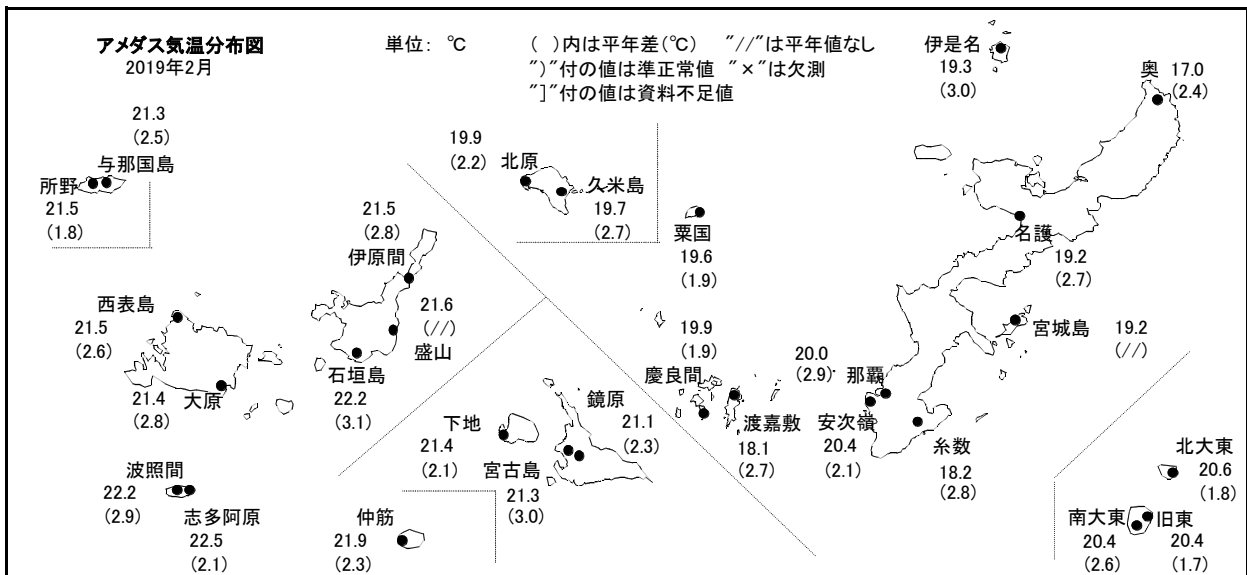 アメダス気温分布図
2019年2月
単位： ℃
( )内は平年差(℃) "//"は平年値なし
")"付の値は準正常値 "×"は欠測
"]"付の値は資料不足値
伊是名
19.3
(3.0)
奥
17.0
(2.4)
21.3
(2.5)
与那国島
所野
21.5
(1.8)
19.9
(2.2)
北原
久米島
19.7
(2.7)
粟国
19.6
(1.9)
名護
19.2
(2.7)
21.5
(2.8)
伊原間
21.6
(//)
盛山
石垣島
22.2
(3.1)
西表島
21.5
(2.6)
大原
21.4
(2.8)
宮城島
19.2
(//)
19.9
(1.9)
慶良間
渡嘉敷
18.1
(2.7)
20.0
(2.9)
那覇
安次嶺
20.4
(2.1)
糸数
18.2
(2.8)
下地
21.4
(2.1)
鏡原
21.1
(2.3)
宮古島
21.3
(3.0)
波照間
22.2
(2.9)
志多阿原
22.5
(2.1)
仲筋
21.9
(2.3)
北大東
20.6
(1.8)
南大東
20.4
(2.6)
旧東
20.4
(1.7)